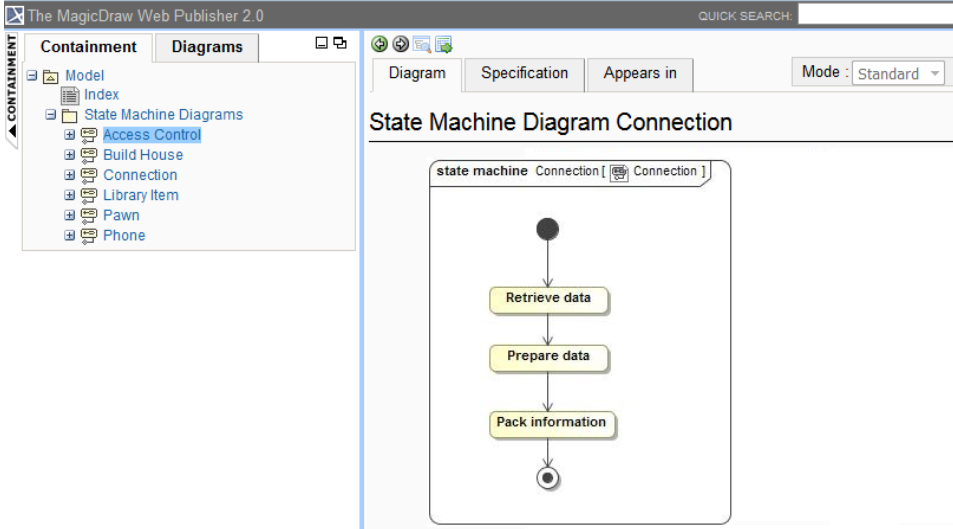 The MagicDraw Web Publisher 2.0
QUICK SEARCH:
CONTAINMENT
Containment
Diagrams
Model
Index
State Machine Diagrams
Access Control
Build House
Connection
Library Item
Pawn
Phone
Diagram
Specification
Appears in
Mode : Standard
State Machine Diagram Connection
state machine Connection [ Connection ]
Retrieve data
Prepare data
Pack information